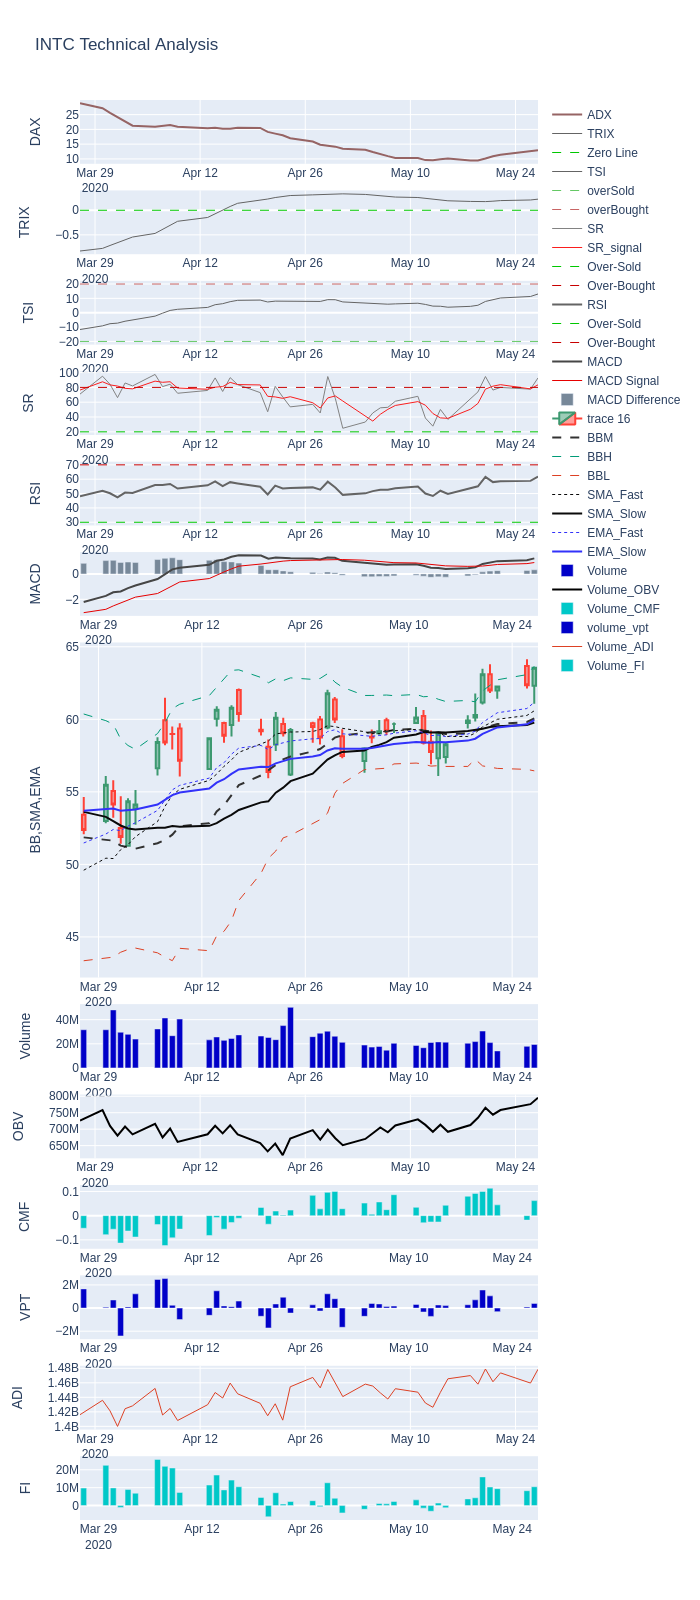 INTC Technical Analysis
DAX
25
20
15
10
Mar 29
2020
Apr 12
Apr 26
May 10
May 24
TRIX
0
−0.5
Mar 29
2020
Apr 12
Apr 26
May 10
May 24
TSI
20
10
0
−10
−20
Mar 29
2020
Apr 12
Apr 26
May 10
May 24
SR
100
80
60
40
20
Mar 29
2020
Apr 12
Apr 26
May 10
May 24
RSI
70
60
50
40
30
Mar 29
2020
Apr 12
Apr 26
May 10
May 24
MACD
0
−2
Mar 29
2020
Apr 12
Apr 26
May 10
May 24
BB,SMA,EMA
65
60
55
50
45
Mar 29
2020
Apr 12
Apr 26
May 10
May 24
Volume
40M
20M
0
Mar 29
2020
Apr 12
Apr 26
May 10
May 24
OBV
800M
750M
700M
650M
Mar 29
2020
Apr 12
Apr 26
May 10
May 24
CMF
0.1
0
−0.1
Mar 29
2020
Apr 12
Apr 26
May 10
May 24
VPT
2M
0
−2M
Mar 29
2020
Apr 12
Apr 26
May 10
May 24
ADI
1.48B
1.46B
1.44B
1.42B
1.4B
Mar 29
2020
Apr 12
Apr 26
May 10
May 24
FI
20M
10M
0
Mar 29
2020
Apr 12
Apr 26
May 10
May 24
ADX
TRIX
Zero Line
TSI
overSold
overBought
SR
SR_signal
Over-Sold
Over-Bought
RSI
Over-Sold
Over-Bought
MACD
MACD Signal
MACD Difference
trace 16
BBM
BBH
BBL
SMA_Fast
SMA_Slow
EMA_Fast
EMA_Slow
Volume
Volume_OBV
Volume_CMF
volume_vpt
Volume_ADI
Volume_FI